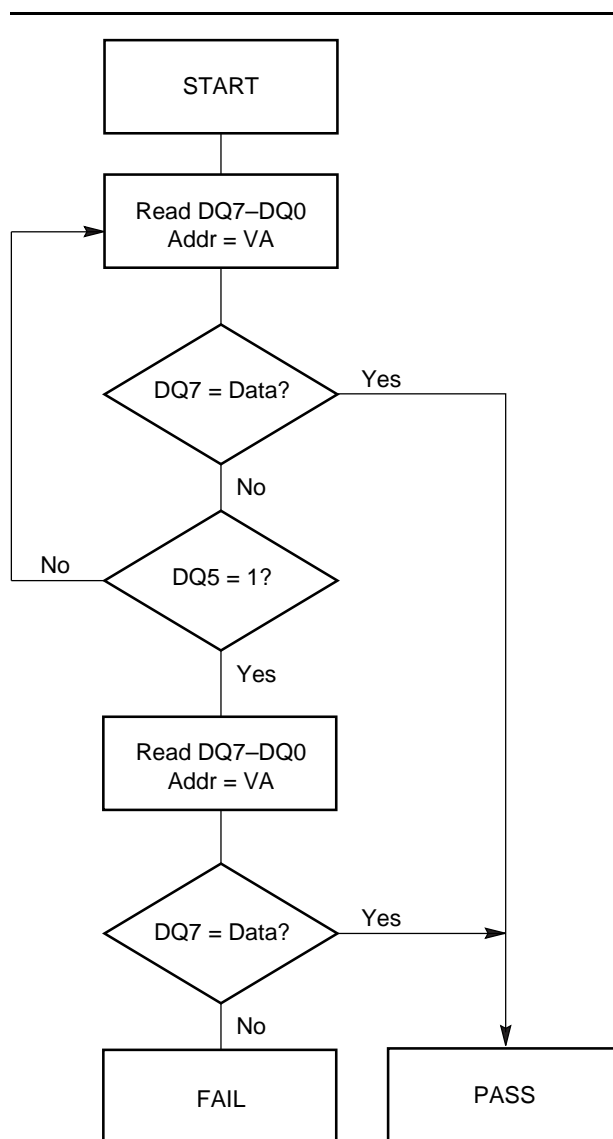 START
Read DQ7–DQ0
Addr = VA
DQ7 = Data?
Yes
No
No
DQ5 = 1?
Yes
Read DQ7–DQ0
Addr = VA
DQ7 = Data?
Yes
No
FAIL
PASS